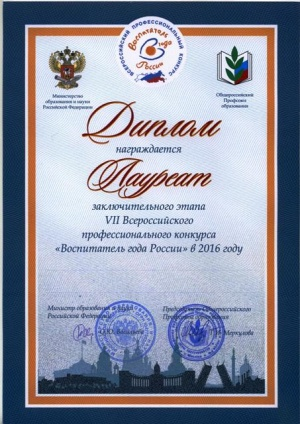 ВСЕРОССИЙСКИЙ ПРОФЕССИОНАЛЬНЫЙ КОНКУРС
Воспитатель
года
России
Министерство
образования и науки
Российской Федерации
Общероссийский
Профсоюз
образования
Диплом
награждается
Лауреат
заключительного этапа
VII Всероссийского
профессионального конкурса
«Воспитатель года России» в 2016 году
Министр образования и науки
Российской Федерации
О.Ю. Васильева
Председатель Общероссийского
Профсоюза образования
Г.И. Меркулова